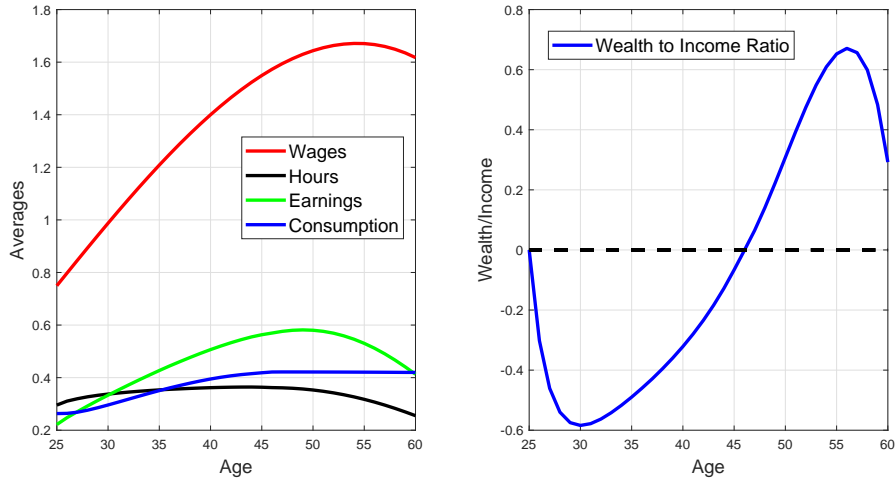 1.8
1.6
1.4
1.2
1
0.8
0.6
0.4
0.2
25 30 35 40 45 50 55 60
Age
Averages
Wages
Hours
Earnings
Consumption
0.8
0.6
0.4
0.2
0
-0.2
-0.4
-0.6
25 30 35 40 45 50 55 60
Age
Wealth/Income
Wealth to Income Ratio